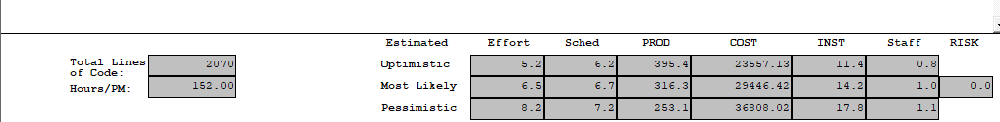 Estimated Effort Sched PROD COST INST Staff RISK
Total Lines of Code: 2070 Optimistic 5.2 6.2 395.4 23557.13 11.4 0.8
Hours/PM: 152.00 Most Likely 6.5 6.7 316.3 29446.42 14.2 1.0 0.0
Pessimistic 8.2 7.2 253.1 36808.02 17.8 1.1